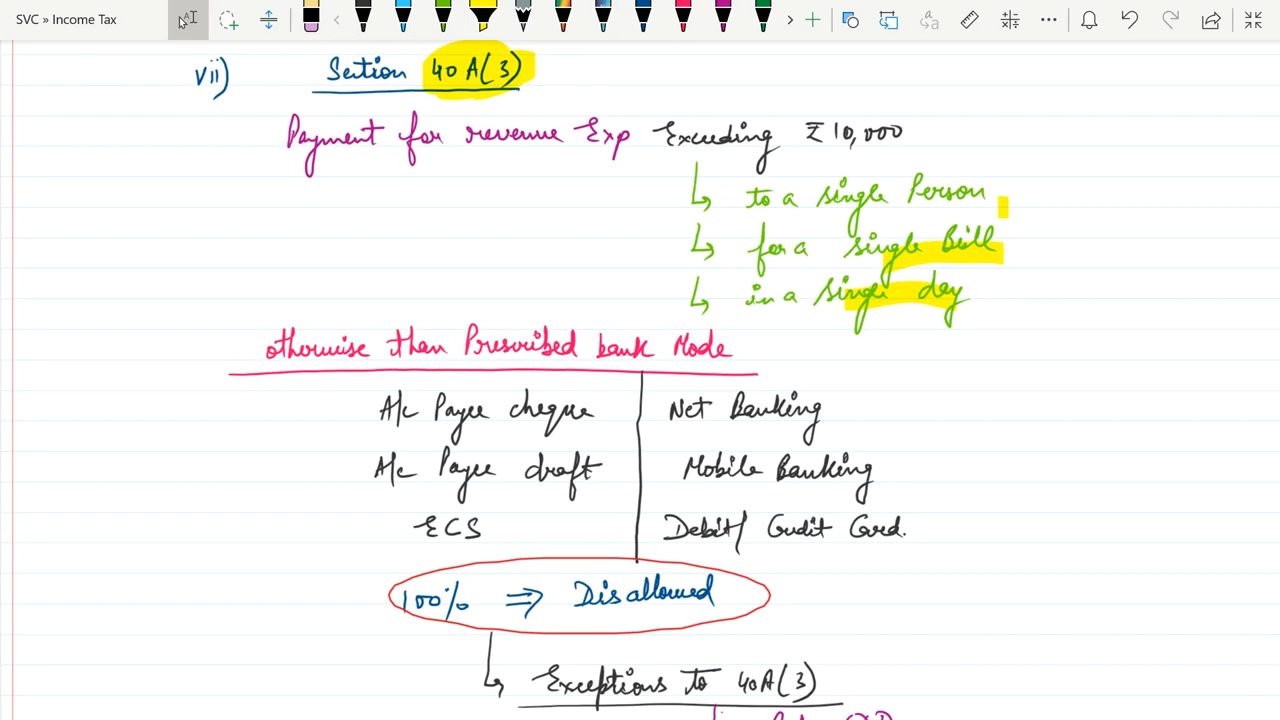 SVC » Income Tax
vii) Section 40 A(3)
Payment for revenue Exp Exceeding ₹ 10,000
↳ to a single Person
↳ for a single Bill
↳ in a single day
otherwise than Prescribed bank Mode
A/c Payee cheque Net Banking
A/c Payee draft Mobile Banking
ECS Debit/ Credit Card.
100% ⇒ Disallowed
↳ Exceptions to 40A(3)